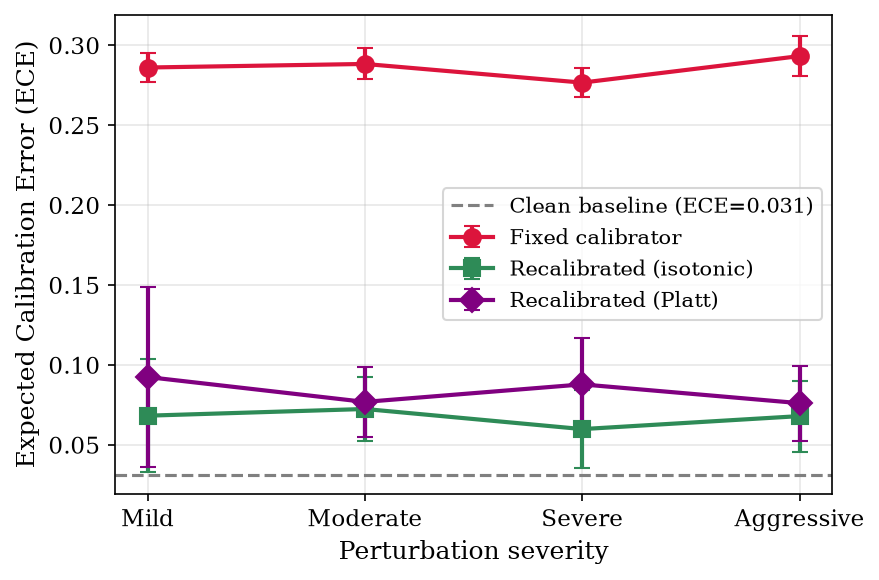 Expected Calibration Error (ECE)
0.30
0.25
0.20
0.15
0.10
0.05
Clean baseline (ECE=0.031)
Fixed calibrator
Recalibrated (isotonic)
Recalibrated (Platt)
Mild Moderate Severe Aggressive
Perturbation severity